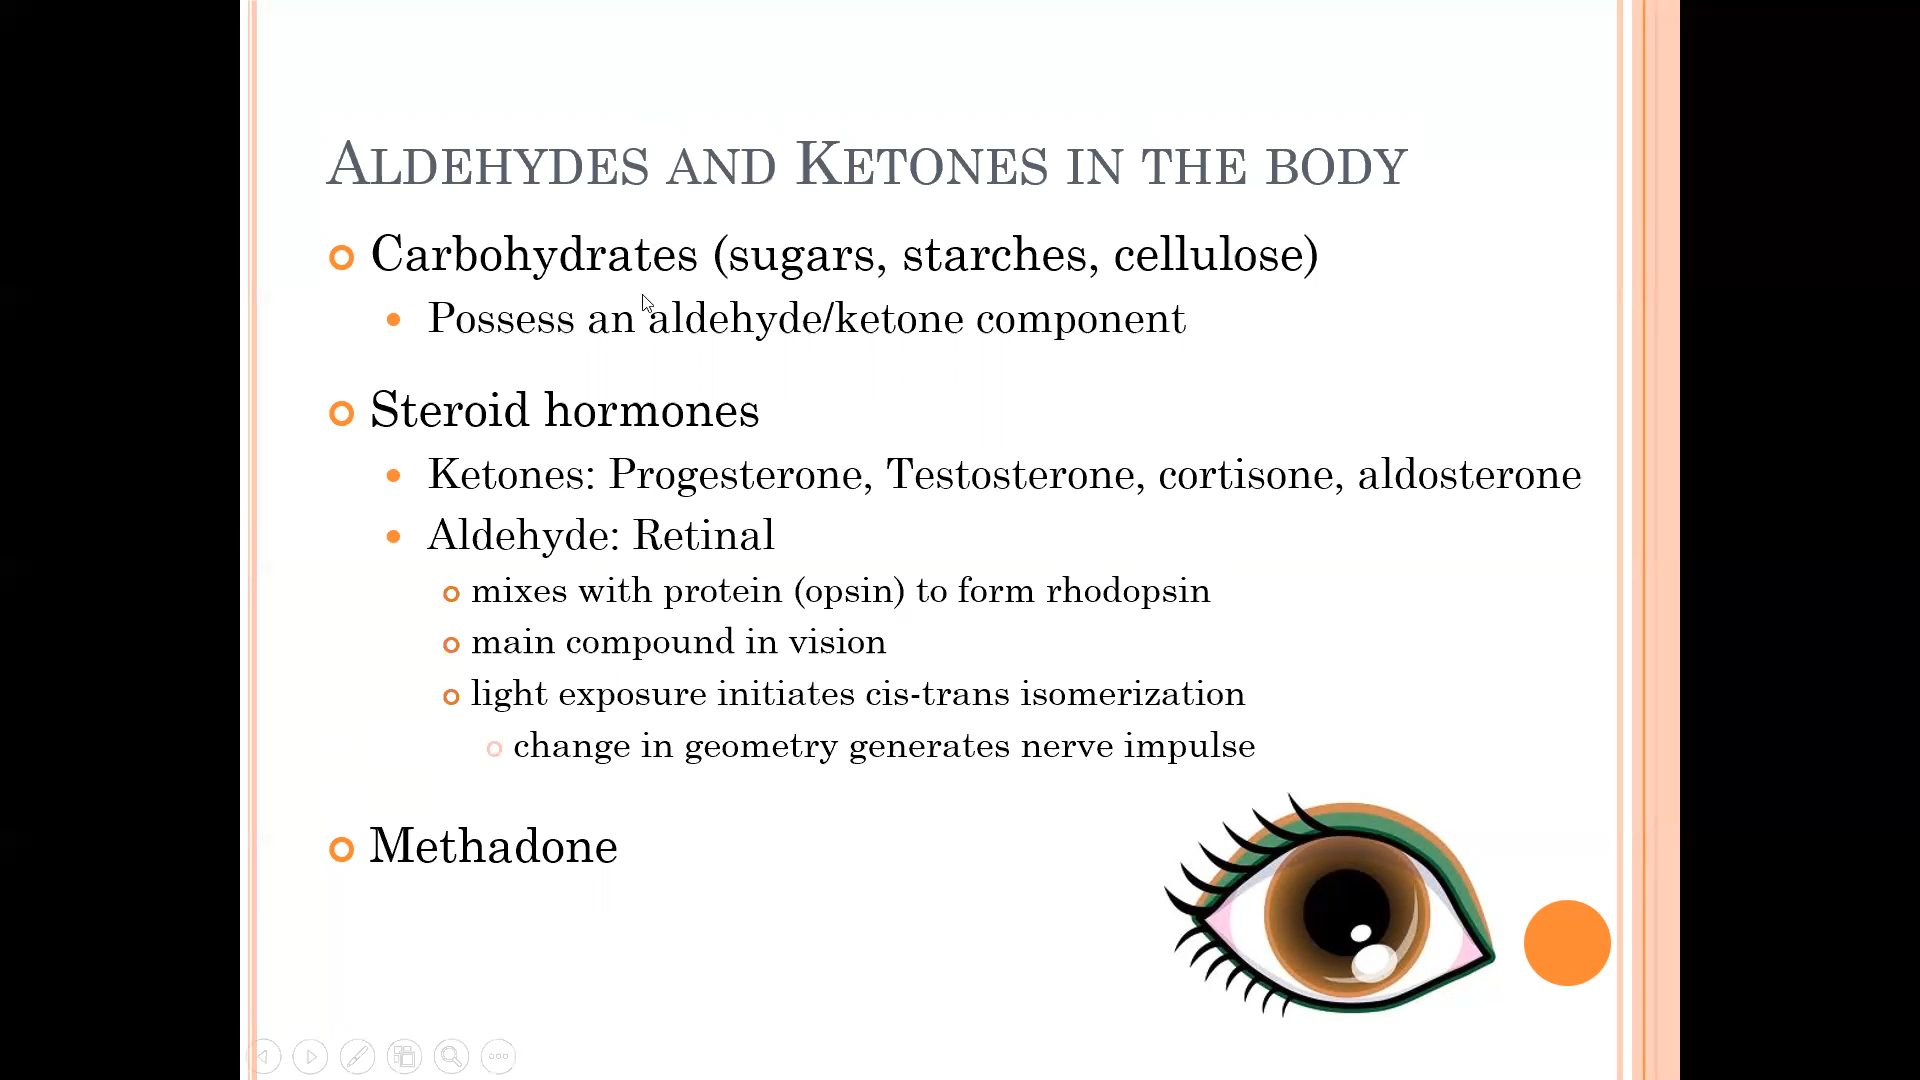 ALDEHYDES AND KETONES IN THE BODY
Carbohydrates (sugars, starches, cellulose)
Possess an aldehyde/ketone component
Steroid hormones
Ketones: Progesterone, Testosterone, cortisone, aldosterone
Aldehyde: Retinal
mixes with protein (opsin) to form rhodopsin
main compound in vision
light exposure initiates cis-trans isomerization
change in geometry generates nerve impulse
Methadone